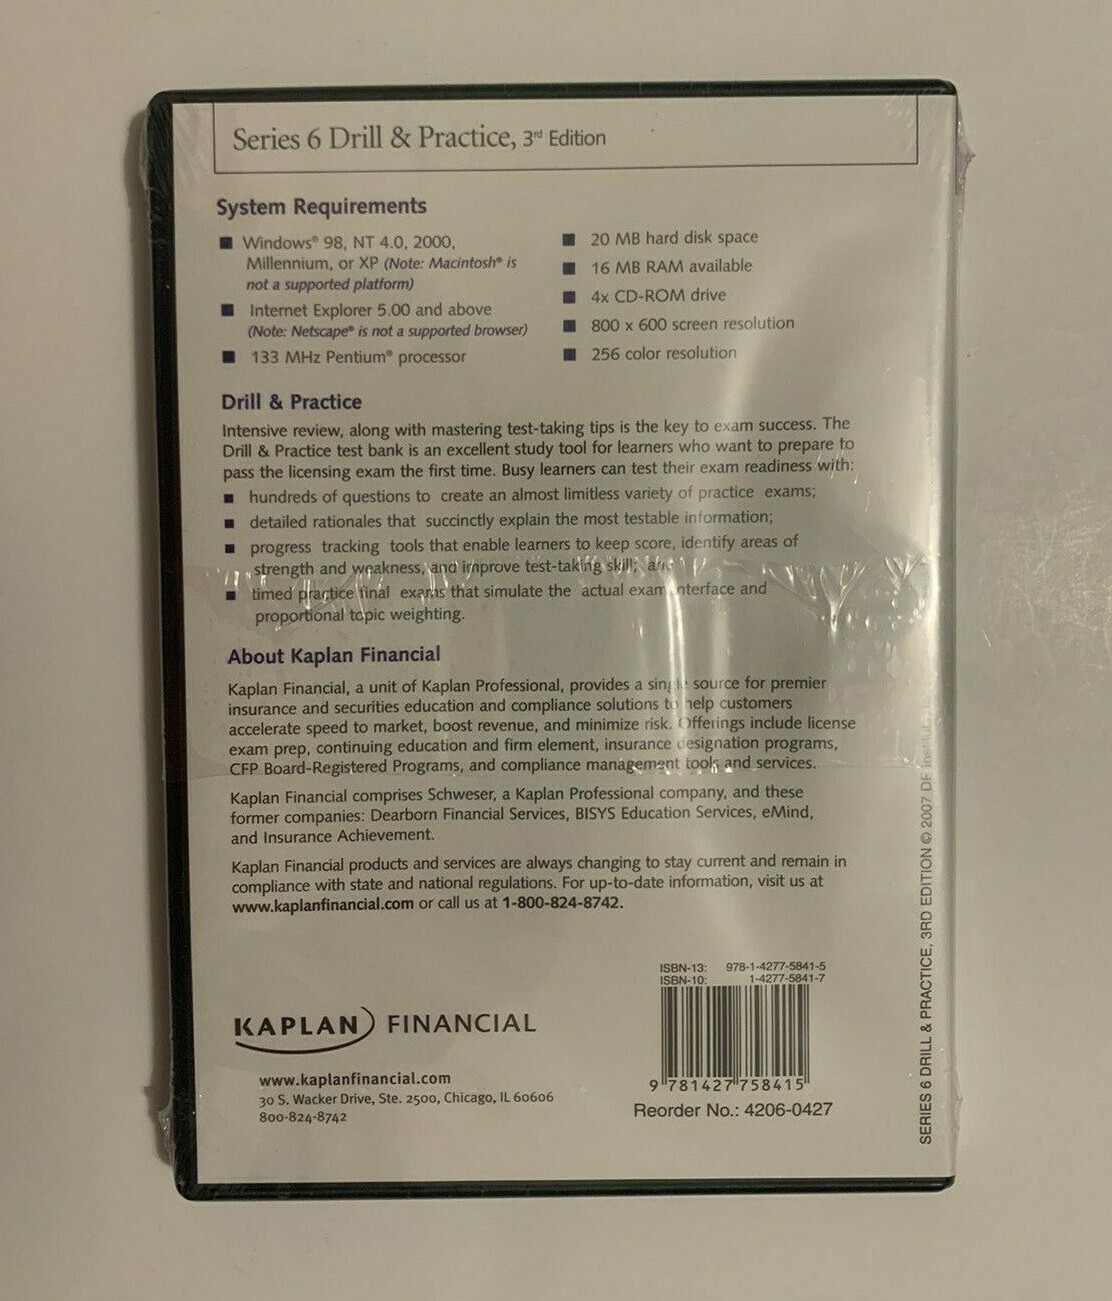 Series 6 Drill & Practice, 3rd Edition
System Requirements
■ Windows® 98, NT 4.0, 2000,
Millennium, or XP (Note: Macintosh® is
not a supported platform)
■ Internet Explorer 5.00 and above
(Note: Netscape® is not a supported browser)
■ 133 MHz Pentium® processor
■ 20 MB hard disk space
■ 16 MB RAM available
■ 4x CD-ROM drive
■ 800 x 600 screen resolution
■ 256 color resolution
Drill & Practice
Intensive review, along with mastering test-taking tips is the key to exam success. The
Drill & Practice test bank is an excellent study tool for learners who want to prepare to
pass the licensing exam the first time. Busy learners can test their exam readiness with:
■ hundreds of questions to create an almost limitless variety of practice exams;
■ detailed rationales that succinctly explain the most testable information;
■ progress tracking tools that enable learners to keep score, identify areas of
strength and weakness, and improve test-taking skill; and
■ timed practice final exams that simulate the actual exam interface and
proportional topic weighting.
About Kaplan Financial
Kaplan Financial, a unit of Kaplan Professional, provides a single source for premier
insurance and securities education and compliance solutions to help customers
accelerate speed to market, boost revenue, and minimize risk. Offerings include license
exam prep, continuing education and firm element, insurance designation programs,
CFP Board-Registered Programs, and compliance management tools and services.
Kaplan Financial comprises Schweser, a Kaplan Professional company, and these
former companies: Dearborn Financial Services, BISYS Education Services, eMind,
and Insurance Achievement.
Kaplan Financial products and services are always changing to stay current and remain in
compliance with state and national regulations. For up-to-date information, visit us at
www.kaplanfinancial.com or call us at 1-800-824-8742.
KAPLAN FINANCIAL
www.kaplanfinancial.com
30 S. Wacker Drive, Ste. 2500, Chicago, IL 60606
800-824-8742
ISBN-13: 978-1-4277-5841-5
ISBN-10: 1-4277-5841-7
9 781427 758415
Reorder No.: 4206-0427
SERIES 6 DRILL & PRACTICE, 3RD EDITION © 2007 DF